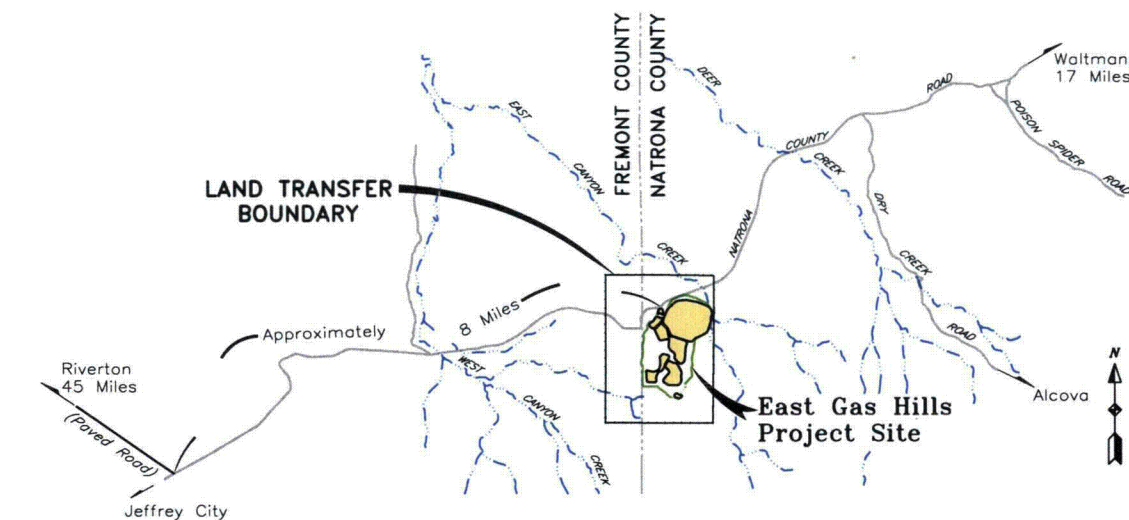 FREMONT COUNTY
NATRONA COUNTY
Waltman
17 Miles
DEER
CREEK
EAST
CANYON
CREEK
NATRONA
COUNTY
ROAD
POISON
SPIDER
ROAD
DRY
CREEK
ROAD
LAND TRANSFER
BOUNDARY
Approximately
8 Miles
WEST
CANYON
CREEK
Riverton
45 Miles
(Paved Road)
Jeffrey City
East Gas Hills
Project Site
Alcova
N